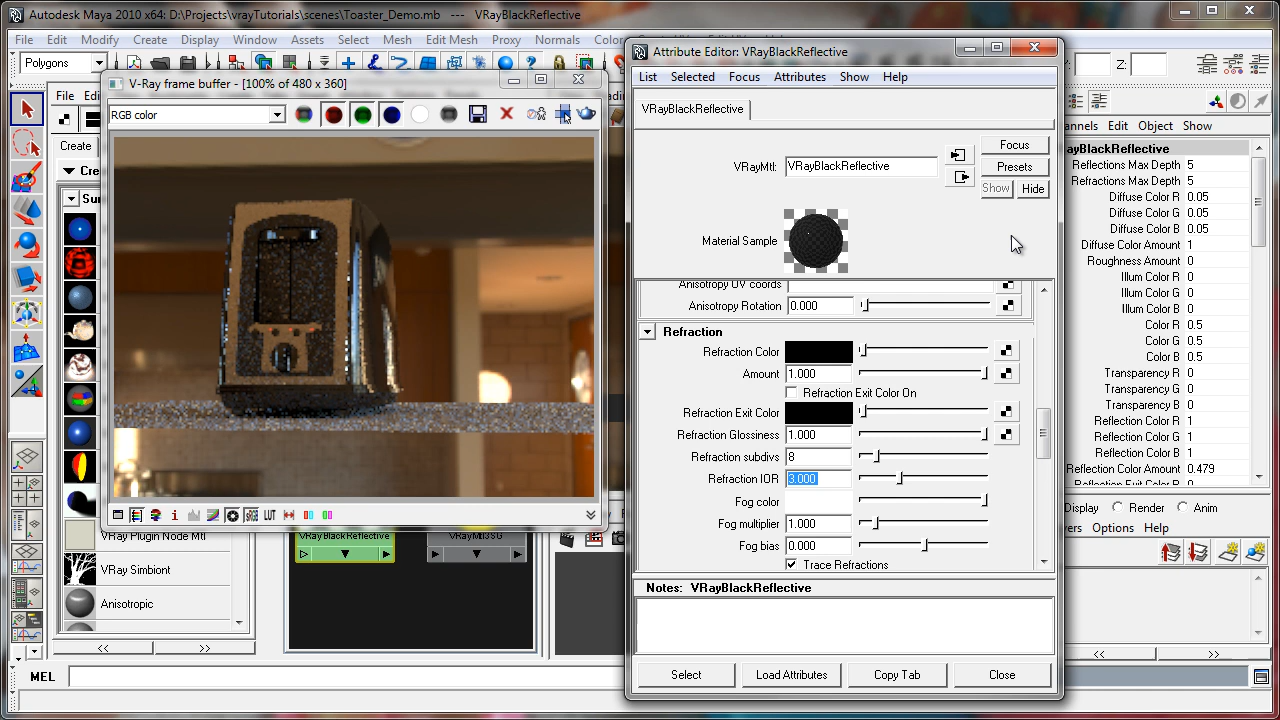 Autodesk Maya 2010 x64: D:\Projects\vrayTutorials\scenes\Toaster_Demo.mb --- VRayBlackReflective
File Edit Modify Create Display Window Assets Select Mesh Edit Mesh Proxy Normals
Polygons
V-Ray frame buffer - [100% of 480 x 360]
RGB color
File Ed
Create
Cre
Sur
VRay Plugin Node Mtl
VRay Simbiont
Anisotropic
<<
>>
VRayBlackReflective
VRayMtl3SG
LUT
Attribute Editor: VRayBlackReflective
List Selected Focus Attributes Show Help
VRayBlackReflective
VRayMtl: VRayBlackReflective
Focus
Presets
Show Hide
Material Sample
Anisotropy UV coords
Anisotropy Rotation 0.000
Refraction
Refraction Color
Amount 1.000
Refraction Exit Color On
Refraction Exit Color
Refraction Glossiness 1.000
Refraction subdivs 8
Refraction IOR 3.000
Fog color
Fog multiplier 1.000
Fog bias 0.000
Trace Refractions
Notes: VRayBlackReflective
Select Load Attributes Copy Tab Close
X: Y: Z:
annels Edit Object Show
ayBlackReflective
Reflections Max Depth 5
Refractions Max Depth 5
Diffuse Color R 0.05
Diffuse Color G 0.05
Diffuse Color B 0.05
Diffuse Color Amount 1
Roughness Amount 0
Illum Color R 0
Illum Color G 0
Illum Color B 0
Color R 0.5
Color G 0.5
Color B 0.5
Transparency R 0
Transparency G 0
Transparency B 0
Reflection Color R 1
Reflection Color G 1
Reflection Color B 1
Reflection Color Amount 0.479
Display Render Anim
yers Options Help
<<
>>
MEL